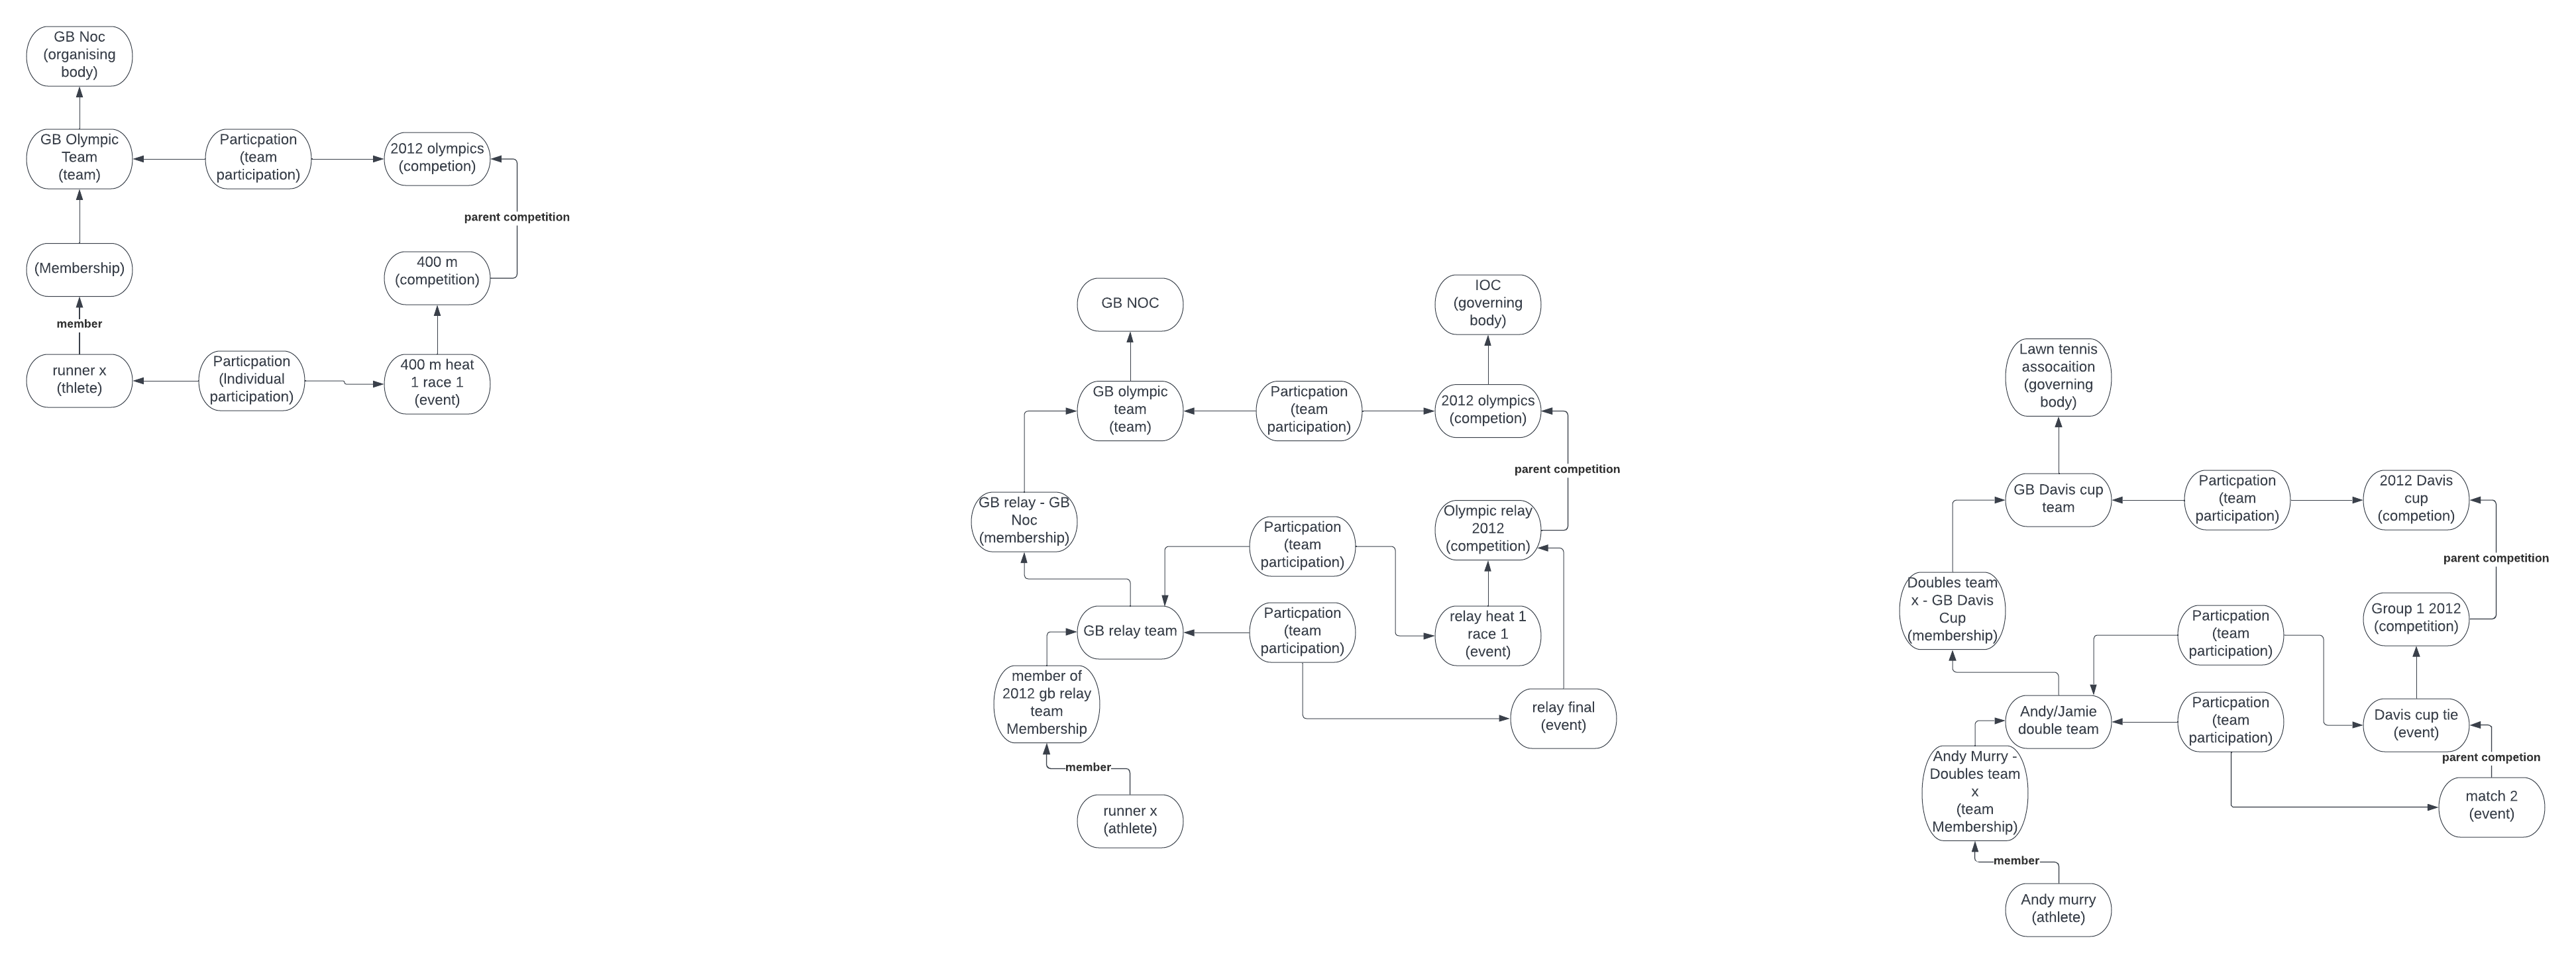 GB Noc
(organising
body)
GB Olympic
Team
(team)
Particpation
(team
participation)
2012 olympics
(competion)
parent competition
(Membership)
400 m
(competition)
member
runner x
(thlete)
Particpation
(Individual
participation)
400 m heat
1 race 1
(event)
GB NOC
IOC
(governing
body)
GB olympic
team
(team)
Particpation
(team
participation)
2012 olympics
(competion)
parent competition
GB relay - GB
Noc
(membership)
Particpation
(team
participation)
Olympic relay
2012
(competition)
GB relay team
Particpation
(team
participation)
relay heat 1
race 1
(event)
member of
2012 gb relay
team
Membership
relay final
(event)
member
runner x
(athlete)
Lawn tennis
assocaition
(governing
body)
GB Davis cup
team
Particpation
(team
participation)
2012 Davis
cup
(competion)
parent competition
Doubles team
x - GB Davis
Cup
(membership)
Particpation
(team
participation)
Group 1 2012
(competition)
Andy/Jamie
double team
Particpation
(team
participation)
Davis cup tie
(event)
parent competion
Andy Murry -
Doubles team
x
(team
Membership)
match 2
(event)
member
Andy murry
(athlete)